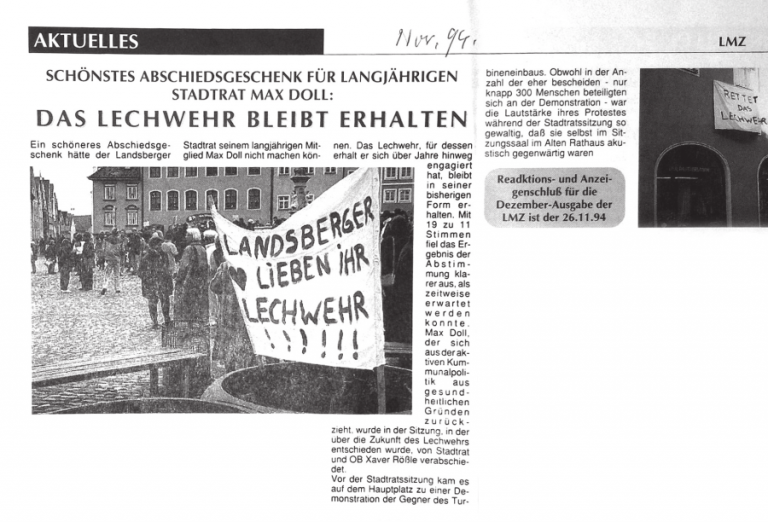 AKTUELLES
Nov. 94.
LMZ
SCHÖNSTES ABSCHIEDSGESCHENK FÜR LANGJÄHRIGEN
STADTRAT MAX DOLL:
DAS LECHWEHR BLEIBT ERHALTEN
Ein schöneres Abschiedsge-
schenk hätte der Landsberger
Stadtrat seinem langjährigen Mit-
glied Max Doll nicht machen kön-
nen. Das Lechwehr, für dessen
erhalt er sich über Jahre hinweg
engagiert
hat, bleibt
in seiner
bisherigen
Form er-
halten. Mit
19 zu 11
Stimmen
fiel das Er-
gebnis der
Abstim-
mung kla-
rer aus, als
zeitweise
erwartet
werden
konnte.
Max Doll,
der sich
aus der ak-
tiven Kum-
munalpoli-
tik aus
gesund-
heitlichen
Gründen
zurück-
zieht, wurde in der Sitzung, in der
über die Zukunft des Lechwehrs
entschieden wurde, von Stadtrat
und OB Xaver Rößle verabschie-
det.
Vor der Stadtratssitzung kam es
auf dem Hauptplatz zu einer De-
monstration der Gegner des Tur-
bineneinbaus. Obwohl in der An-
zahl der eher bescheiden - nur
knapp 300 Menschen beteiligten
sich an der Demonstration - war
die Lautstärke ihres Protestes
während der Stadtratssitzung so
gewaltig, daß sie selbst im Sit-
zungssaal im Alten Rathaus aku-
stisch gegenwärtig waren
Readktions- und Anzei-
genschluß für die
Dezember-Ausgabe der
LMZ ist der 26.11.94
LANDSBERGER
LIEBEN IHR
LECHWEHR
!!!!!!
RETTET
DAS
LECHWEHR